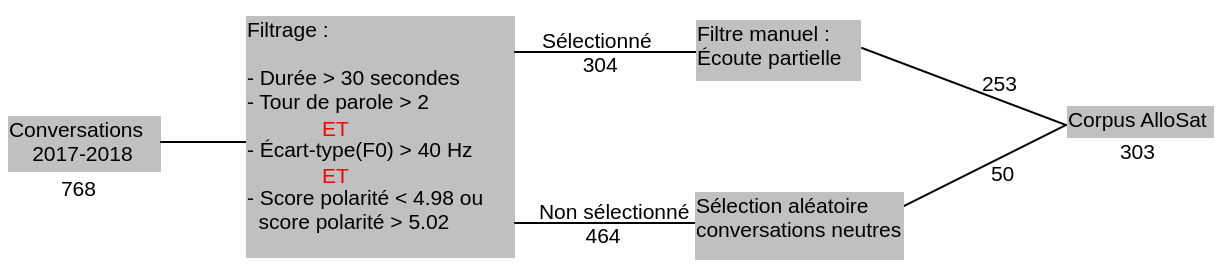 Conversations
2017-2018
768
Filtrage :
- Durée > 30 secondes
- Tour de parole > 2
ET
- Écart-type(F0) > 40 Hz
ET
- Score polarité < 4.98 ou
score polarité > 5.02
Sélectionné
304
Non sélectionné
464
Filtre manuel :
Écoute partielle
Sélection aléatoire
conversations neutres
253
50
Corpus AlloSat
303